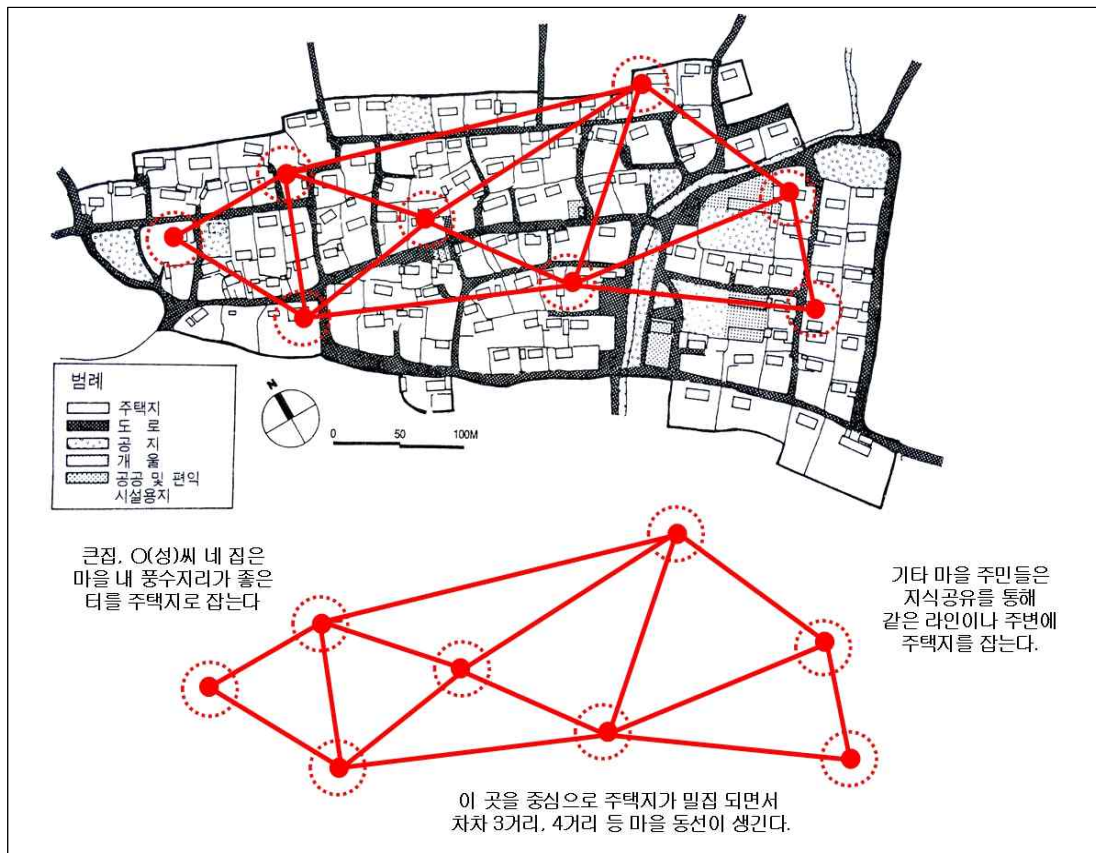 범례
주택지
도 로
공 지
개 울
공공 및 편익
시설용지
N
0 50 100M
큰집, O(성)씨 네 집은
마을 내 풍수지리가 좋은
터를 주택지로 잡는다
기타 마을 주민들은
지식공유를 통해
같은 라인이나 주변에
주택지를 잡는다.
이 곳을 중심으로 주택지가 밀집 되면서
차차 3거리, 4거리 등 마을 동선이 생긴다.